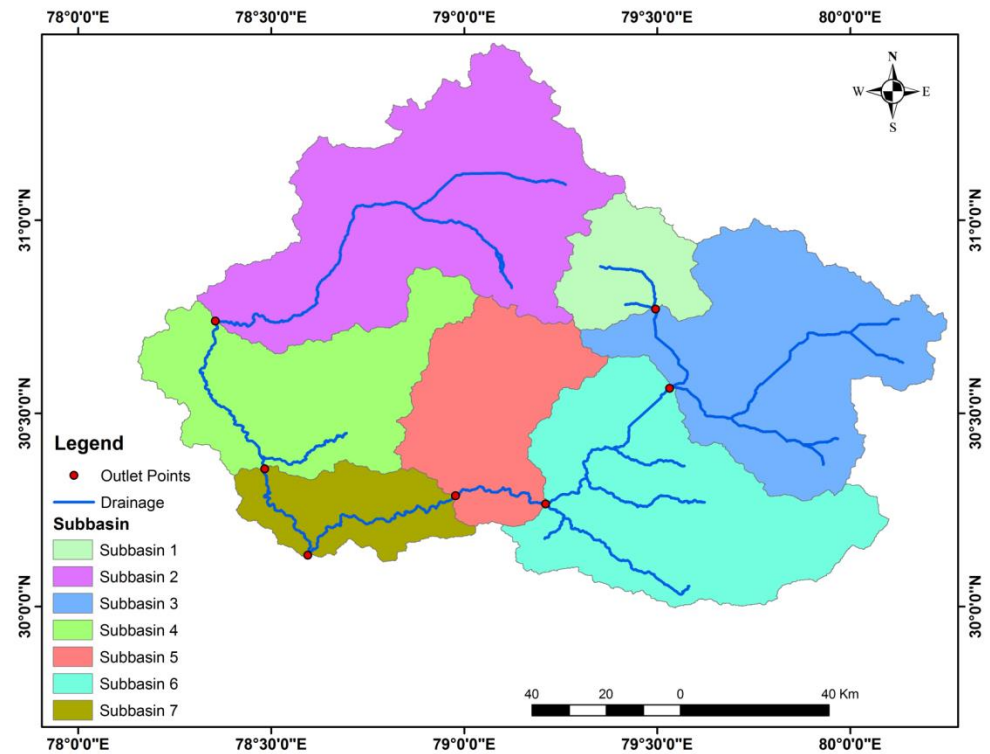 78°0'0"E 78°30'0"E 79°0'0"E 79°30'0"E 80°0'0"E
N
W E
S
31°0'0"N 31°0'0"N
30°30'0"N 30°30'0"N
30°0'0"N 30°0'0"N
Legend
Outlet Points
Drainage
Subbasin
Subbasin 1
Subbasin 2
Subbasin 3
Subbasin 4
Subbasin 5
Subbasin 6
Subbasin 7
40 20 0 40 Km
78°0'0"E 78°30'0"E 79°0'0"E 79°30'0"E 80°0'0"E